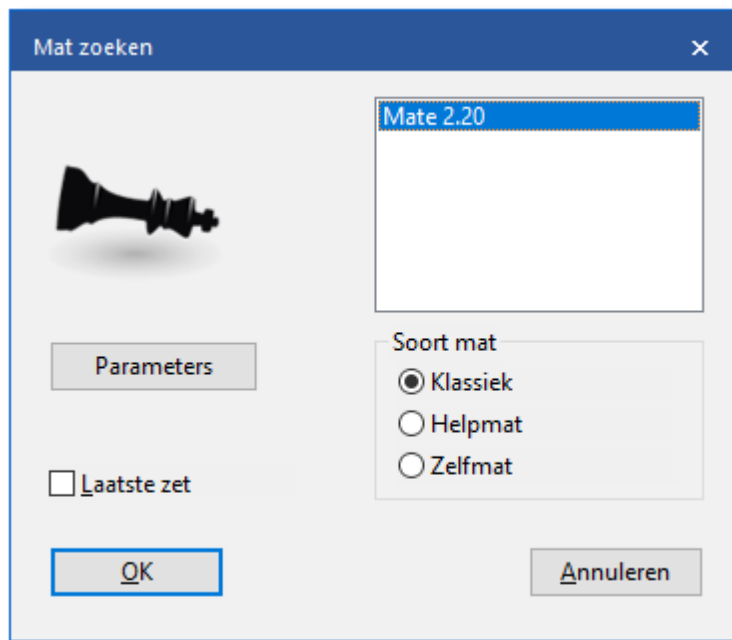 Mat zoeken
Mate 2.20
Parameters
Soort mat
Klassiek
Helpmat
Zelfmat
Laatste zet
OK
Annuleren